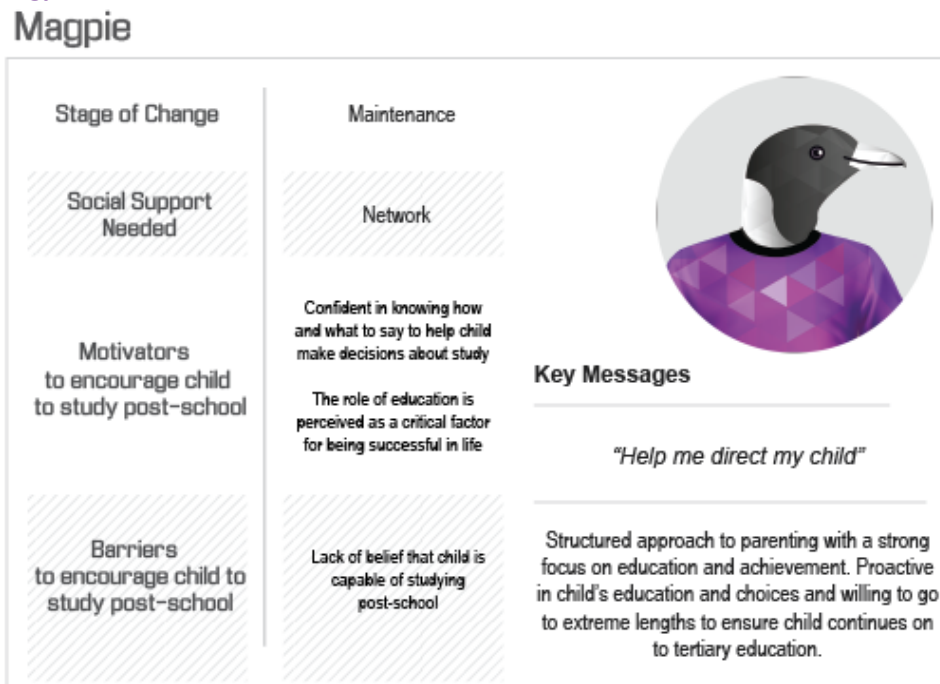 Magpie
Stage of Change
Maintenance
Social Support
Needed
Network
Motivators
to encourage child
to study post-school
Confident in knowing how
and what to say to help child
make decisions about study
The role of education is
perceived as a critical factor
for being successful in life
Barriers
to encourage child to
study post-school
Lack of belief that child is
capable of studying
post-school
Key Messages
"Help me direct my child"
Structured approach to parenting with a strong
focus on education and achievement. Proactive
in child's education and choices and willing to go
to extreme lengths to ensure child continues on
to tertiary education.